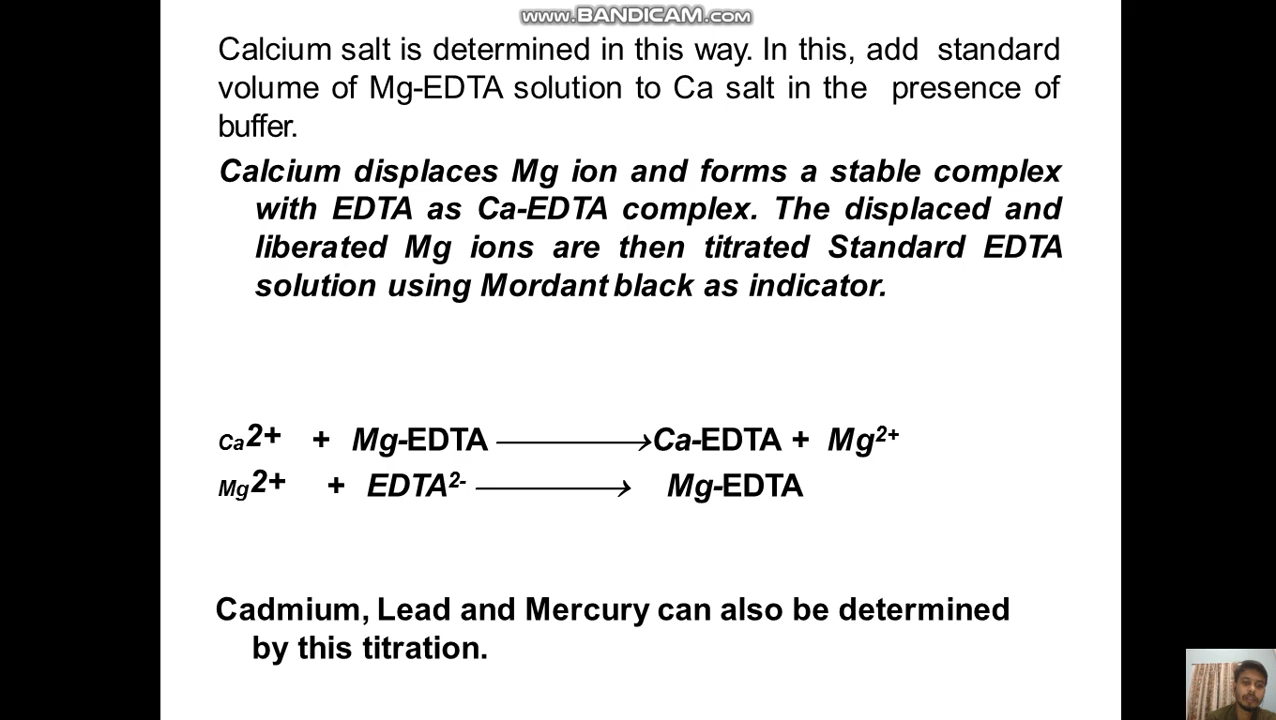 www.BANDICAM.com
Calcium salt is determined in this way. In this, add standard
volume of Mg-EDTA solution to Ca salt in the presence of
buffer.
Calcium displaces Mg ion and forms a stable complex
with EDTA as Ca-EDTA complex. The displaced and
liberated Mg ions are then titrated Standard EDTA
solution using Mordant black as indicator.
Ca2+ + Mg-EDTA ⟶ Ca-EDTA + Mg2+
Mg2+ + EDTA2- ⟶ Mg-EDTA
Cadmium, Lead and Mercury can also be determined
by this titration.